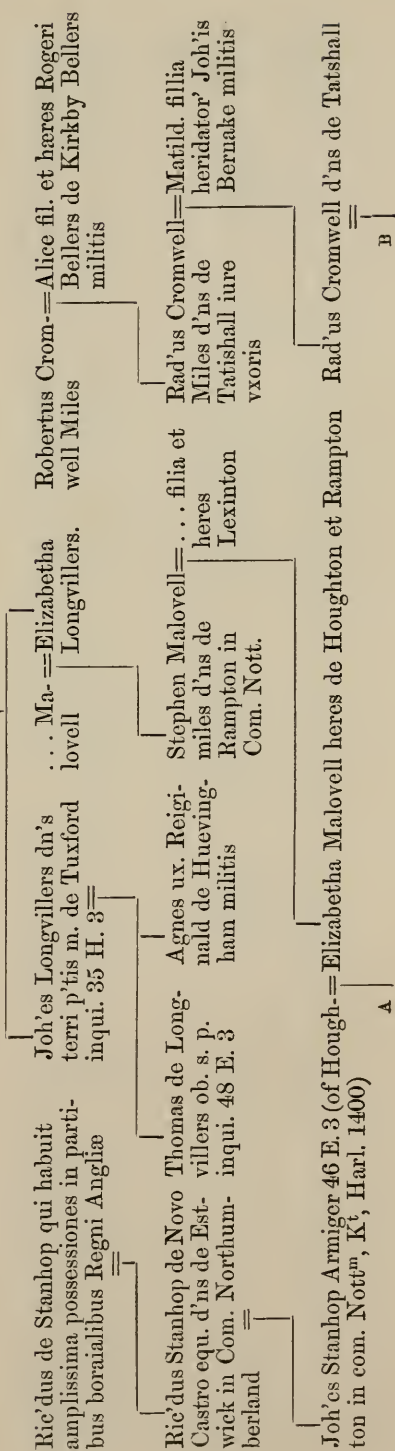 Ric'dus de Stanhop qui habuit
amplissima possessiones in parti-
bus boraialibus Regni Angliæ
Joh'es Longvillers dn's
terri p'tis m. de Tuxford
inqui. 35 H. 3
... Ma-=Elizabetha
lovell Longvillers.
Robertus Crom-=Alice fil. et hæres Rogeri
well Miles Bellers de Kirkby Bellers
militis
Ric'dus Stanhop de Novo
Castro equ. d'ns de Est-
wick in Com. Northum-
berland
Thomas de Long-
villers ob. s. p.
inqui. 48 E. 3
Agnes ux. Reigi-
nald de Hueving-
ham militis
Stephen Malovell=... filia et
miles d'ns de heres
Rampton in Lexinton
Com. Nott.
Rad'us Cromwell=Matild. fillia
Miles d'ns de heridator' Joh'is
Tatishall iure Bernake militis
vxoris
Joh'es Stanhop Armiger 46 E. 3 (of Hough-=Elizabetha Malovell heres de Houghton et Rampton
ton in com. Nottm, Kt, Harl. 1400)
A
Rad'us Cromwell d'ns de Tatshall
B